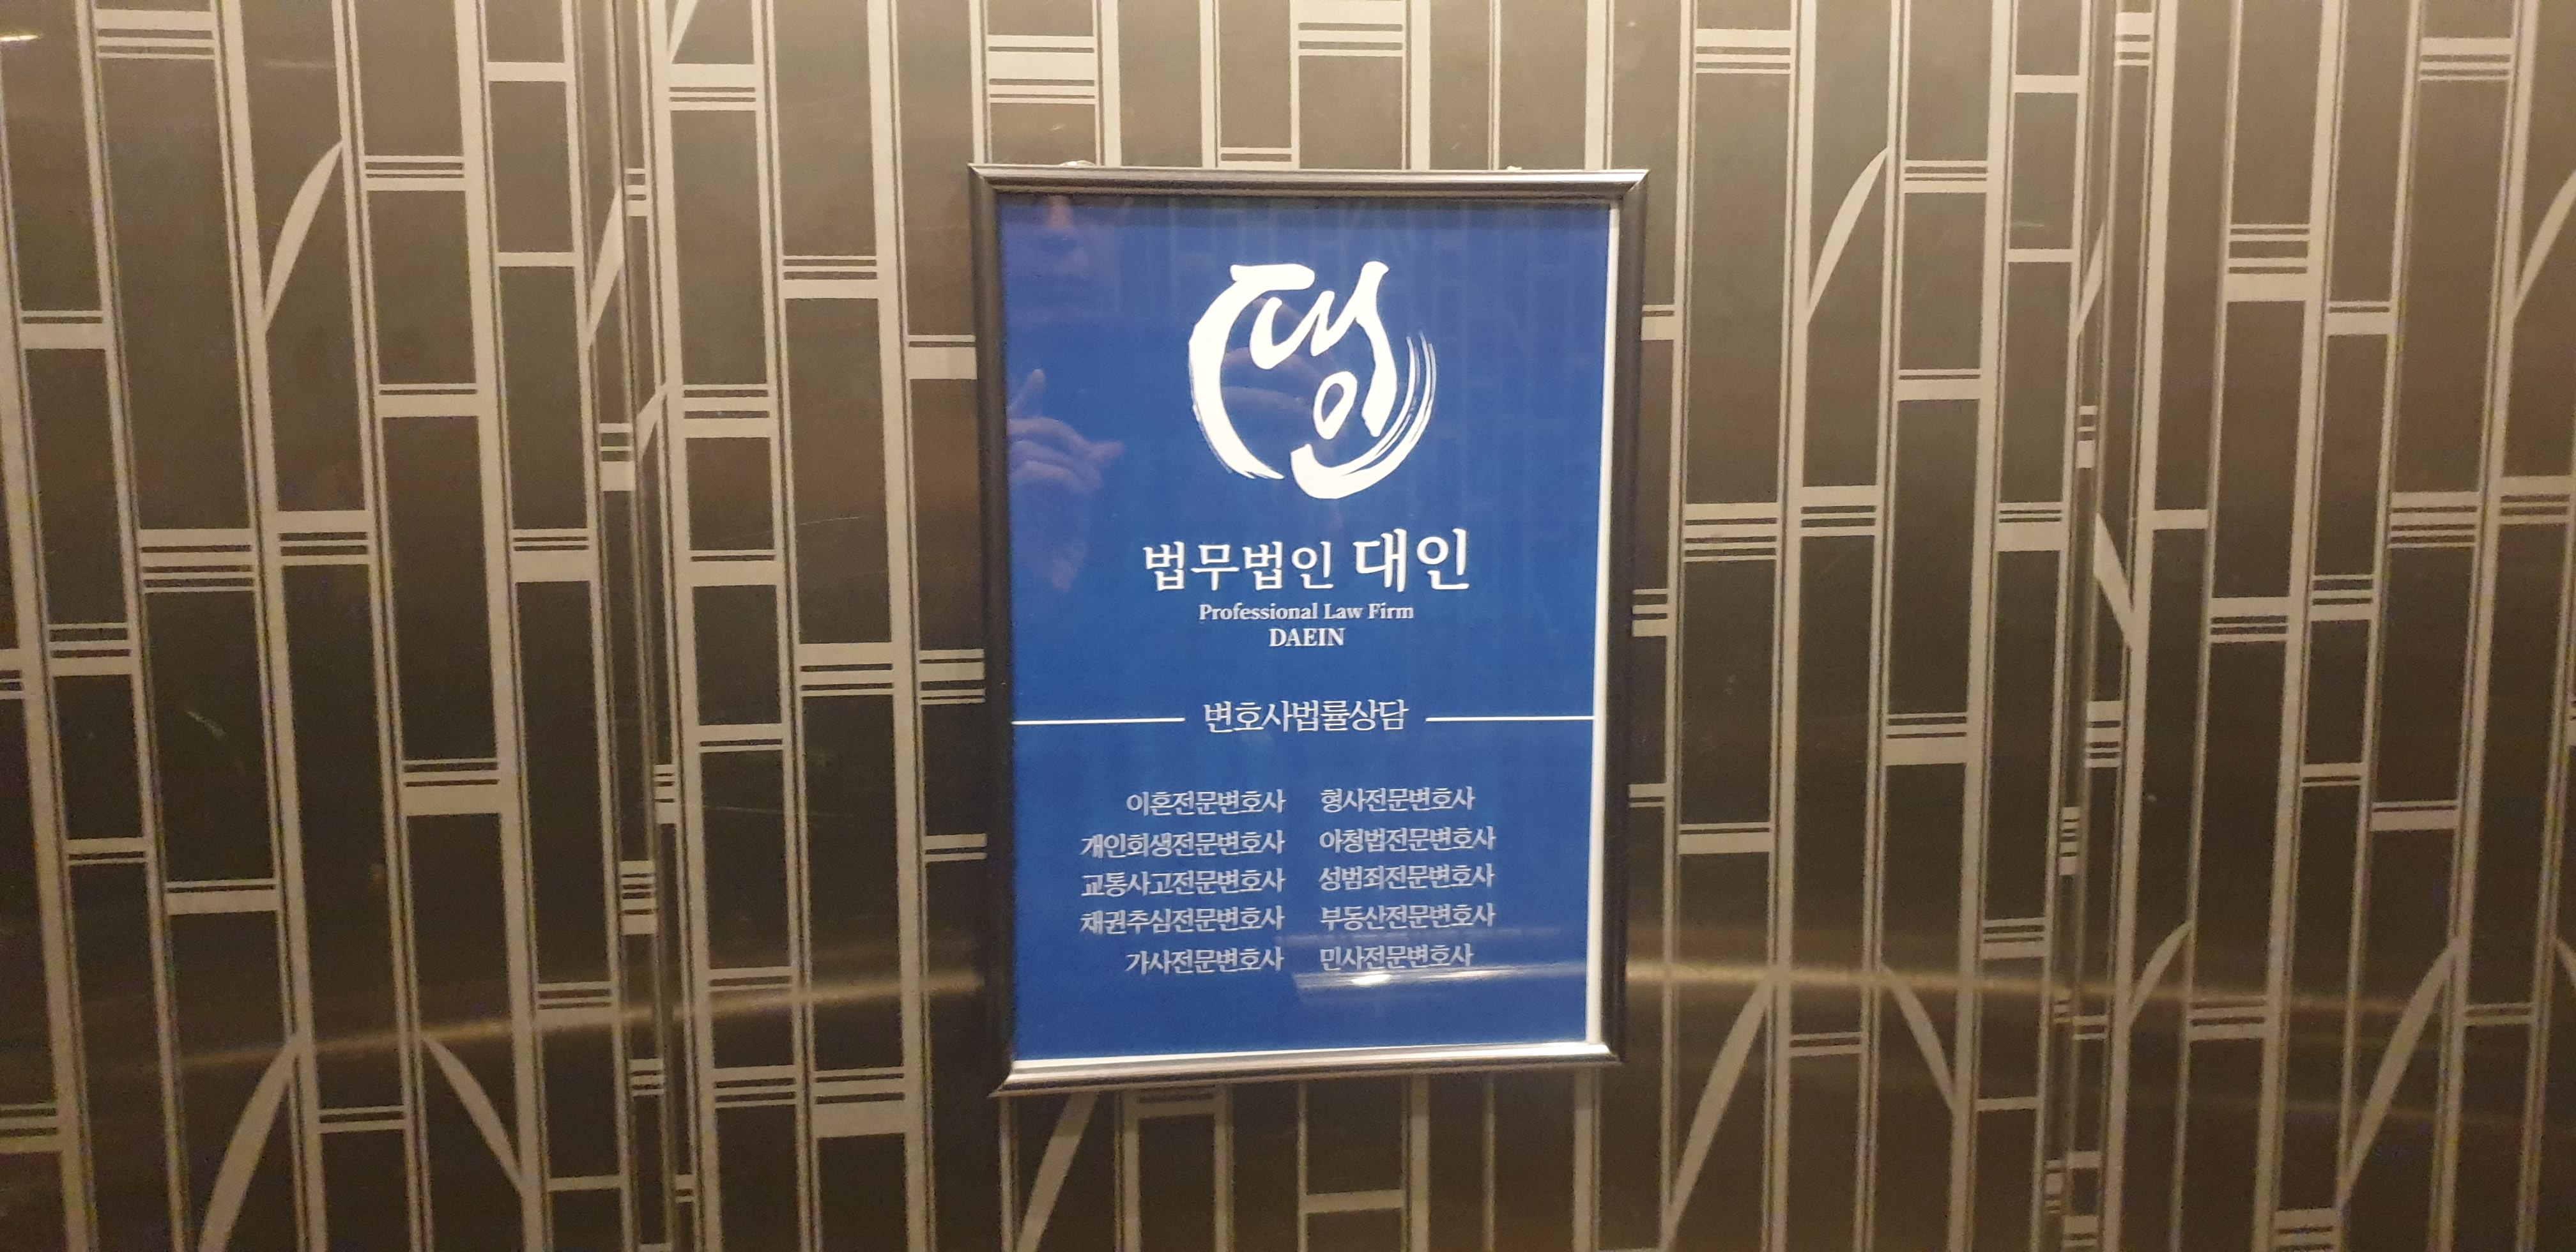 법무법인 대인
Professional Law Firm
DAEIN
변호사법률상담
이혼전문변호사 형사전문변호사
개인회생전문변호사 아청법전문변호사
교통사고전문변호사 성범죄전문변호사
채권추심전문변호사 부동산전문변호사
가사전문변호사 민사전문변호사